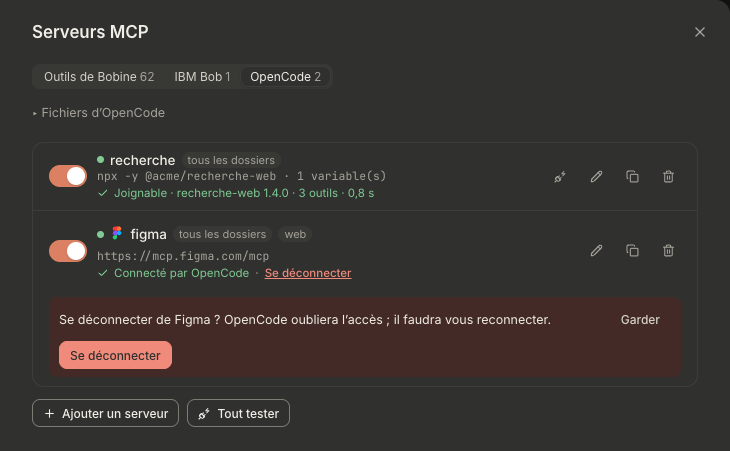 Serveurs MCP
Outils de Bobine 62 IBM Bob 1 OpenCode 2
Fichiers d’OpenCode
recherche tous les dossiers
npx -y @acme/recherche-web · 1 variable(s)
Joignable · recherche-web 1.4.0 · 3 outils · 0,8 s
figma tous les dossiers web
https://mcp.figma.com/mcp
Connecté par OpenCode · Se déconnecter
Se déconnecter de Figma ? OpenCode oubliera l’accès ; il faudra vous reconnecter. Garder
Se déconnecter
Ajouter un serveur Tout tester